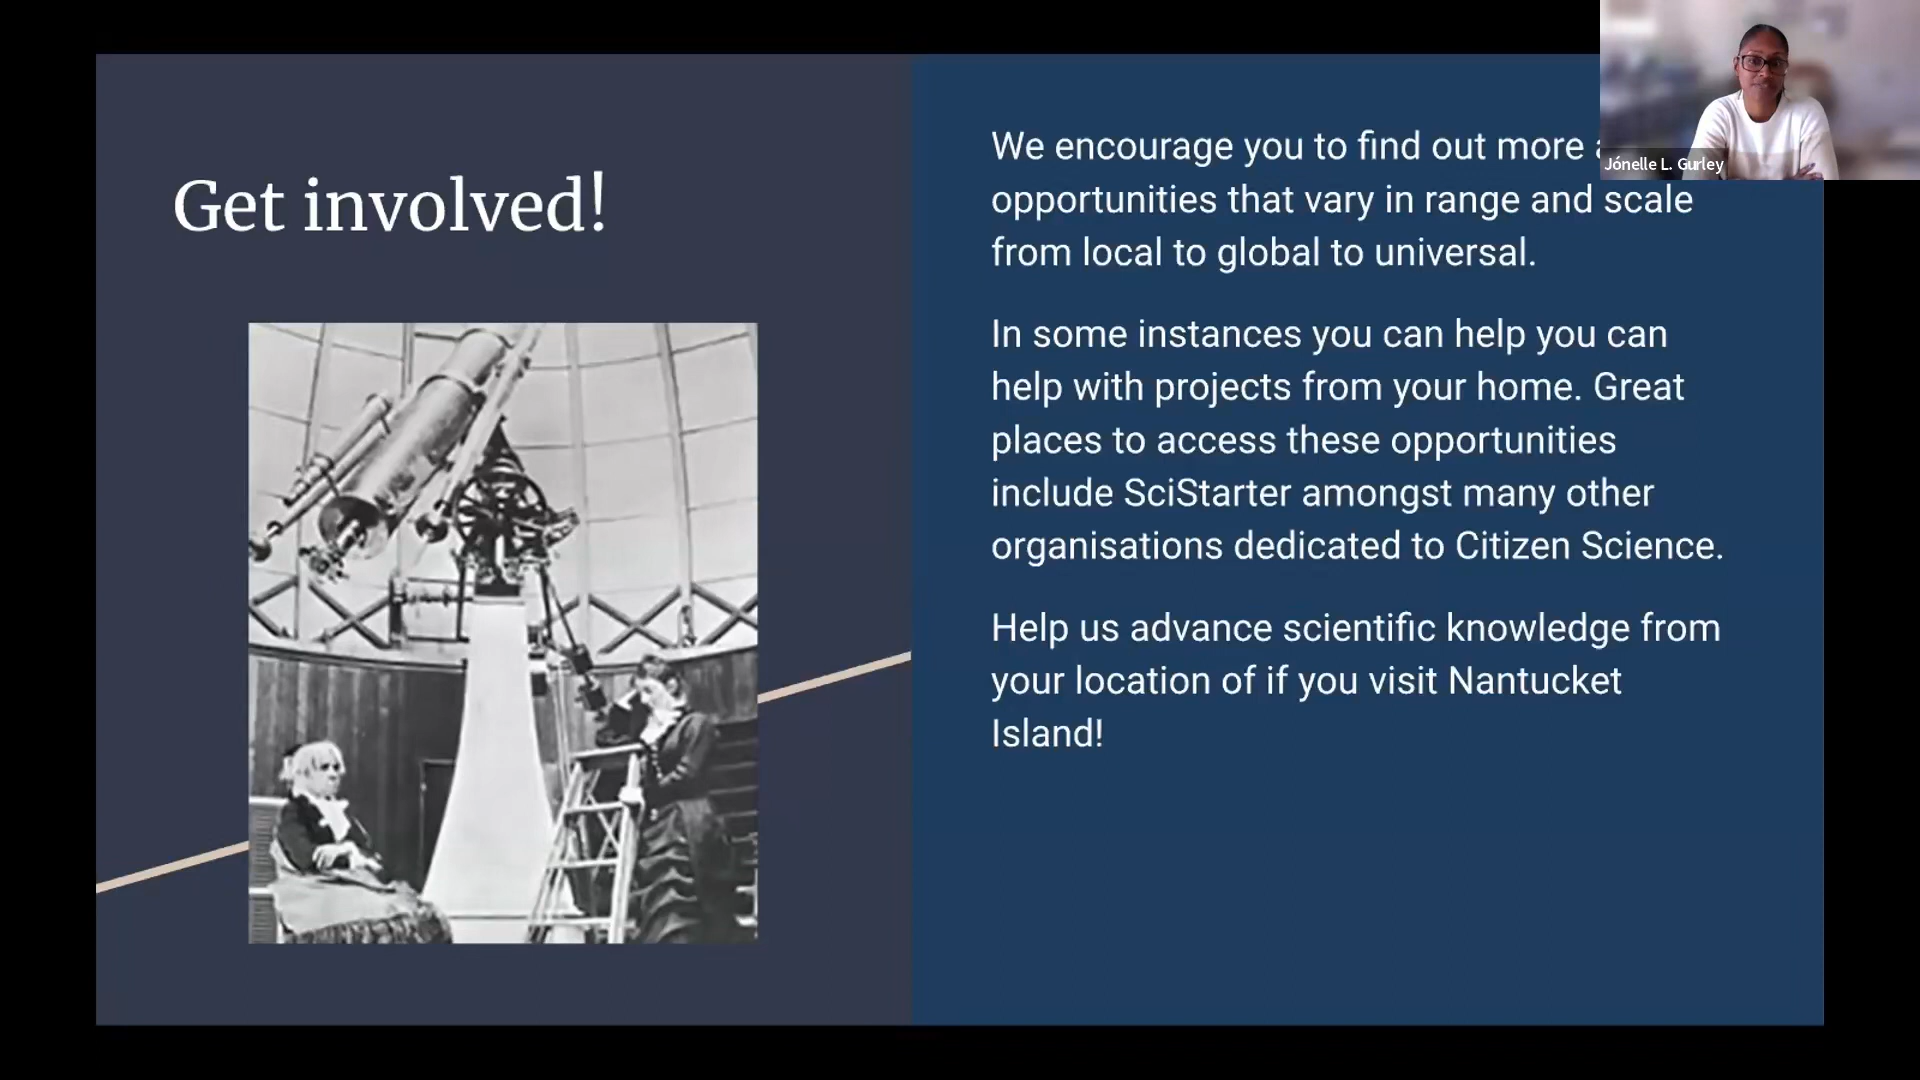 Get involved!
We encourage you to find out more
opportunities that vary in range and scale
from local to global to universal.
In some instances you can help you can
help with projects from your home. Great
places to access these opportunities
include SciStarter amongst many other
organisations dedicated to Citizen Science.
Help us advance scientific knowledge from
your location of if you visit Nantucket
Island!
Jónelle L. Gurley